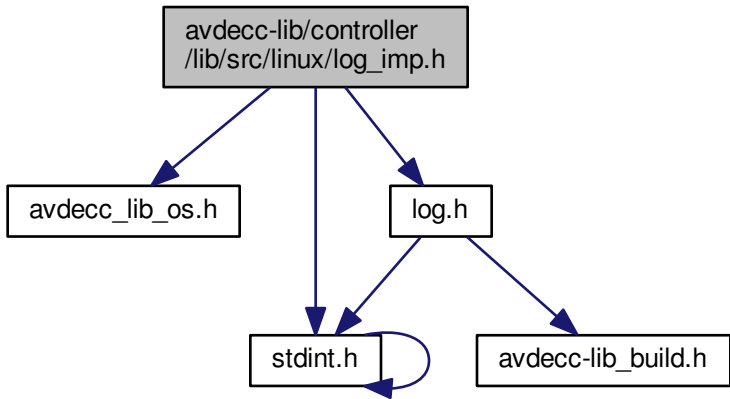 avdecc-lib/controller
/lib/src/linux/log_imp.h
avdecc_lib_os.h
log.h
stdint.h
avdecc-lib_build.h